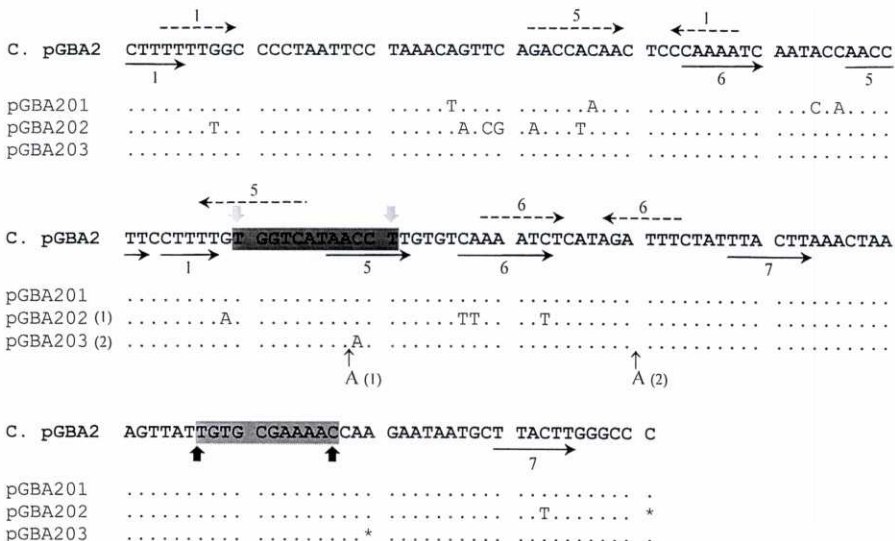 1 5 1
C. pGBA2 CTTTTTTGGC CCCTAATTCC TAAACAGTTC AGACCACAAC TCCCAAAATC AATACCAACC
1 6 5
pGBA201 .......... .......... .......T.. .....A.... .......... .....C.A....
pGBA202 .......T.. .......... ........A. CG..A...T.. .......... ..........
pGBA203 .......... .......... .......... .......... .......... ..........
5 6 6
C. pGBA2 TTCCTTTTGT GGTCATAACC TTGTGTCAAA ATCTCATAGA TTTCTATTTA CTTAAACTAA
1 5 6 7
pGBA201 .......... .......... .......... .......... .......... ..........
pGBA202 (1) ........A. .......... ........TT ....T..... .......... ..........
pGBA203 (2) .......... ........A. .......... .......... .......... ..........
A (1) A (2)
C. pGBA2 AGTTATTGTG CGAAAACCAA GAATAATGCT TACTTGGGCC C
7
pGBA201 .......... .......... .......... .......... .
pGBA202 .......... .......... .......... ...T...... *
pGBA203 .......... .........*